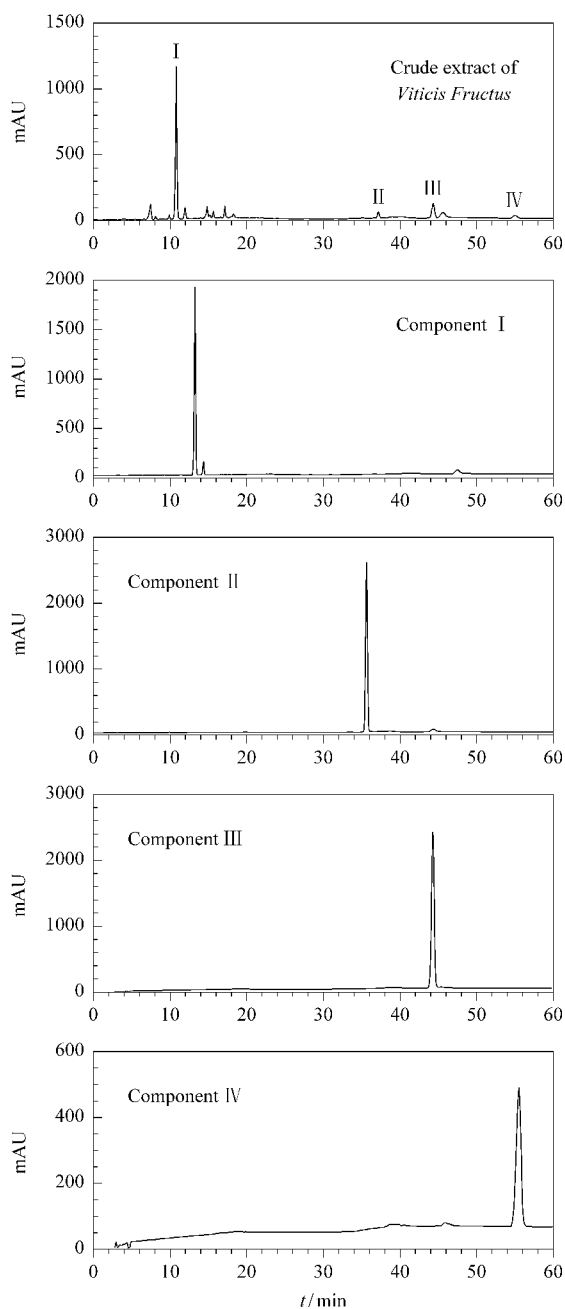 1500
1000
500
0
mAU
Ⅰ
Crude extract of
Viticis Fructus
Ⅱ
Ⅲ
Ⅳ
0 10 20 30 40 50 60
2000
1500
1000
500
0
mAU
Component Ⅰ
0 10 20 30 40 50 60
3000
2000
1000
0
mAU
Component Ⅱ
0 10 20 30 40 50 60
3000
2000
1000
0
mAU
Component Ⅲ
0 10 20 30 40 50 60
600
400
200
0
mAU
Component Ⅳ
0 10 20 30 40 50 60
t/min